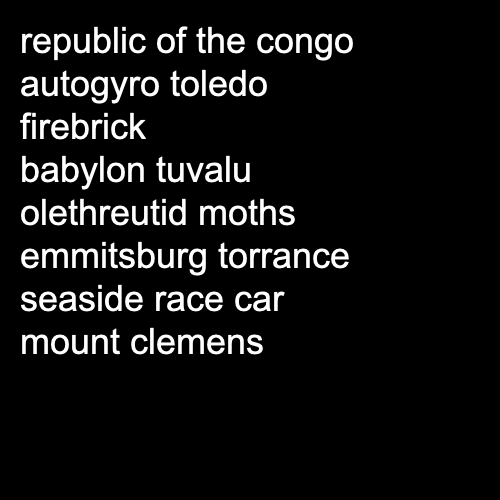 republic of the congo
autogyro toledo
firebrick
babylon tuvalu
olethreutid moths
emmitsburg torrance
seaside race car
mount clemens